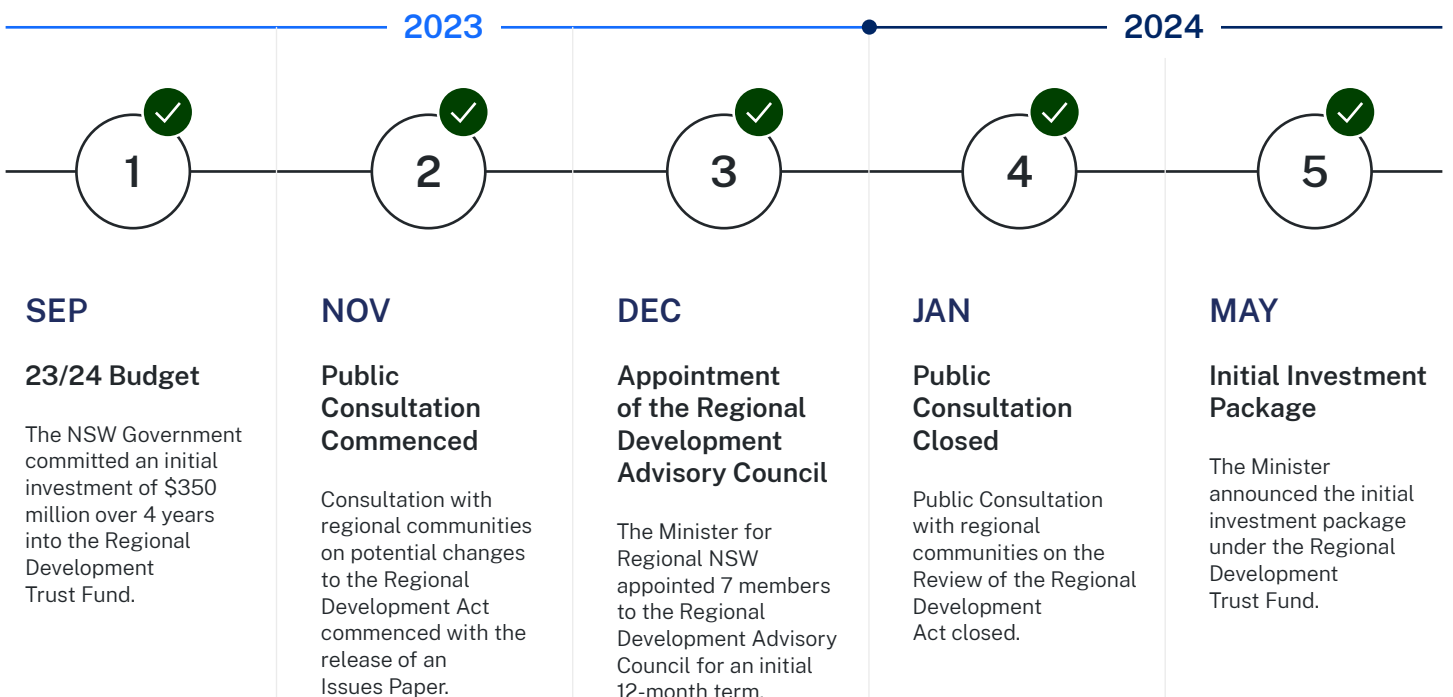 2023
2024
1
2
3
4
5
SEP
23/24 Budget
The NSW Government
committed an initial
investment of $350
million over 4 years
into the Regional
Development
Trust Fund.
NOV
Public
Consultation
Commenced
Consultation with
regional communities
on potential changes
to the Regional
Development Act
commenced with the
release of an
Issues Paper.
DEC
Appointment
of the Regional
Development
Advisory Council
The Minister for
Regional NSW
appointed 7 members
to the Regional
Development Advisory
Council for an initial
12-month term.
JAN
Public
Consultation
Closed
Public Consultation
with regional
communities on the
Review of the Regional
Development
Act closed.
MAY
Initial Investment
Package
The Minister
announced the initial
investment package
under the Regional
Development
Trust Fund.